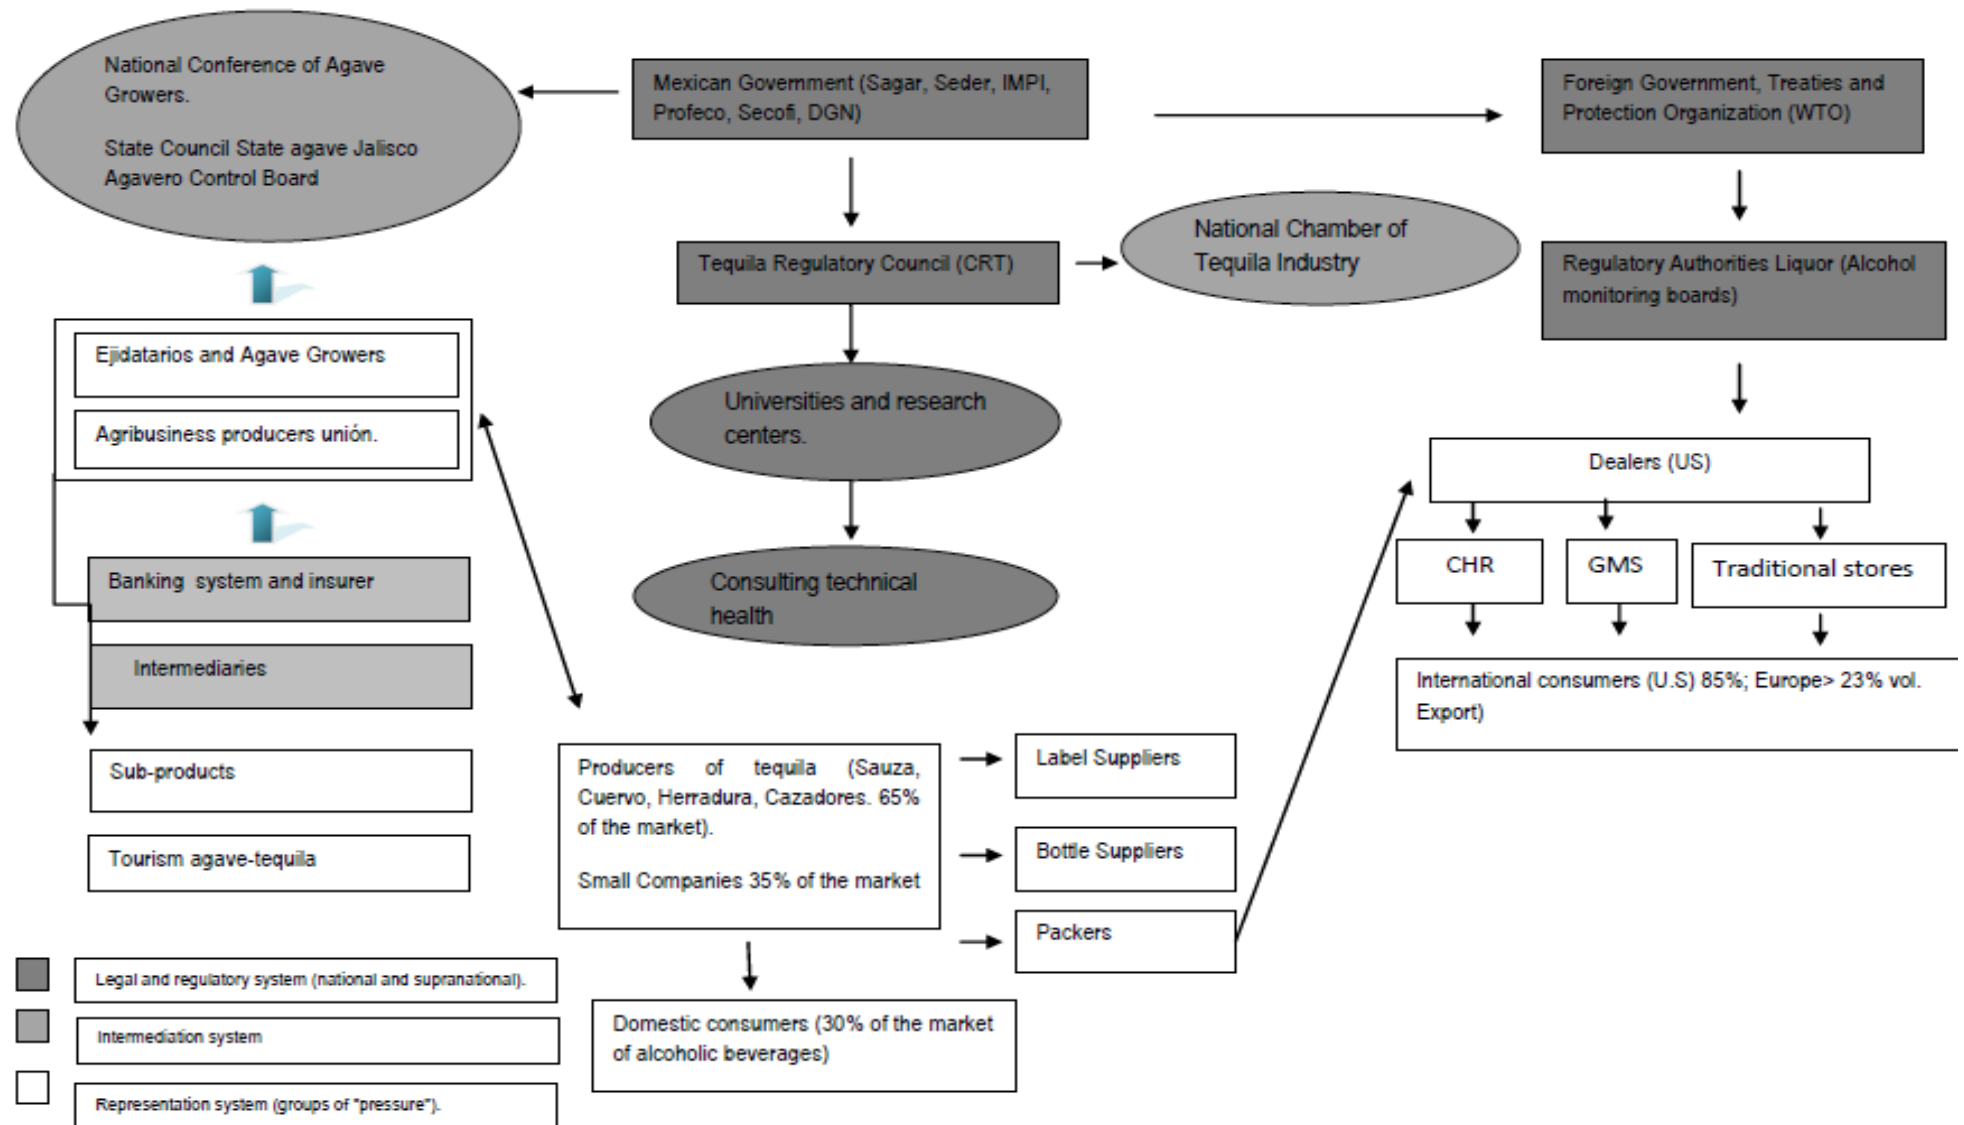 National Conference of Agave
Growers.
State Council State agave Jalisco
Agavero Control Board
Mexican Government (Sagar, Seder, IMPI,
Profeco, Secofi, DGN)
Foreign Government, Treaties and
Protection Organization (WTO)
Tequila Regulatory Council (CRT)
National Chamber of
Tequila Industry
Regulatory Authorities Liquor (Alcohol
monitoring boards)
Ejidatarios and Agave Growers
Agribusiness producers unión.
Universities and research
centers.
Dealers (US)
CHR
GMS
Traditional stores
Banking system and insurer
Consulting technical
health
Intermediaries
International consumers (U.S) 85%; Europe> 23% vol.
Export)
Sub-products
Tourism agave-tequila
Producers of tequila (Sauza,
Cuervo, Herradura, Cazadores. 65%
of the market).
Small Companies 35% of the market
Label Suppliers
Bottle Suppliers
Packers
Domestic consumers (30% of the market
of alcoholic beverages)
Legal and regulatory system (national and supranational).
Intermediation system
Representation system (groups of "pressure").